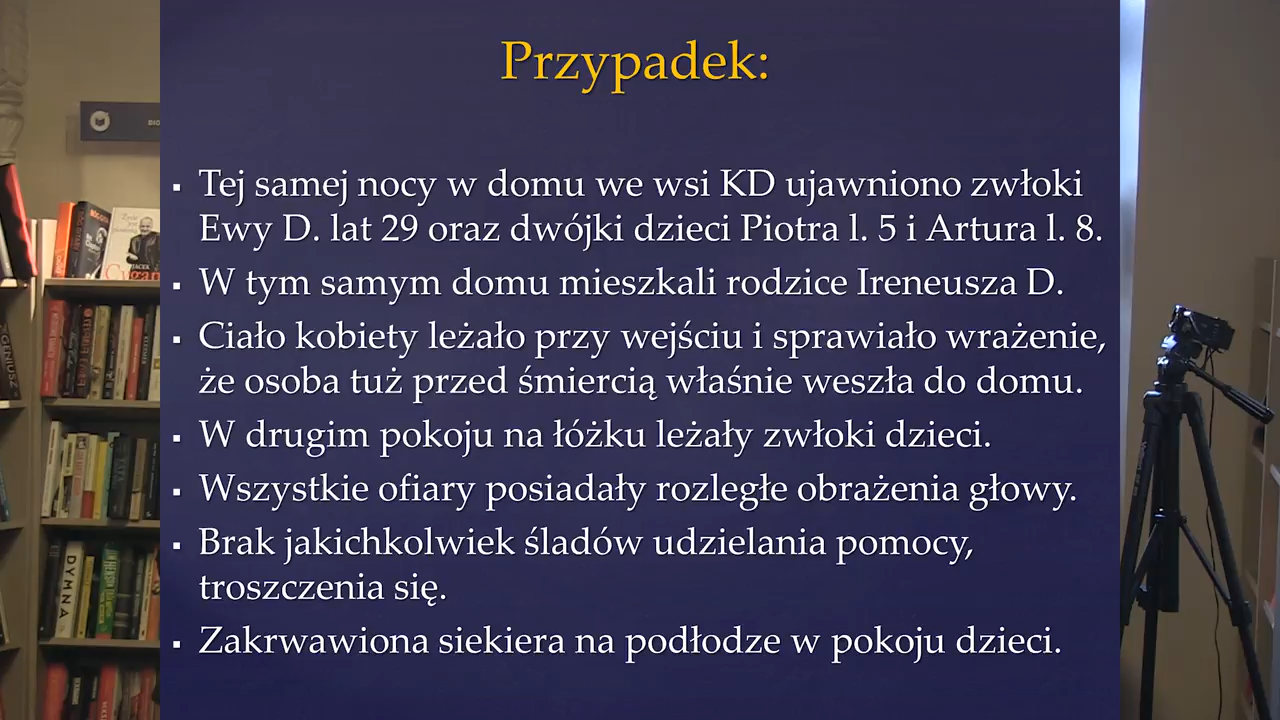 Przypadek:
▪ Tej samej nocy w domu we wsi KD ujawniono zwłoki
Ewy D. lat 29 oraz dwójki dzieci Piotra l. 5 i Artura l. 8.
▪ W tym samym domu mieszkali rodzice Ireneusza D.
▪ Ciało kobiety leżało przy wejściu i sprawiało wrażenie,
że osoba tuż przed śmiercią właśnie weszła do domu.
▪ W drugim pokoju na łóżku leżały zwłoki dzieci.
▪ Wszystkie ofiary posiadały rozległe obrażenia głowy.
▪ Brak jakichkolwiek śladów udzielania pomocy,
troszczenia się.
▪ Zakrwawiona siekiera na podłodze w pokoju dzieci.
DYMNA